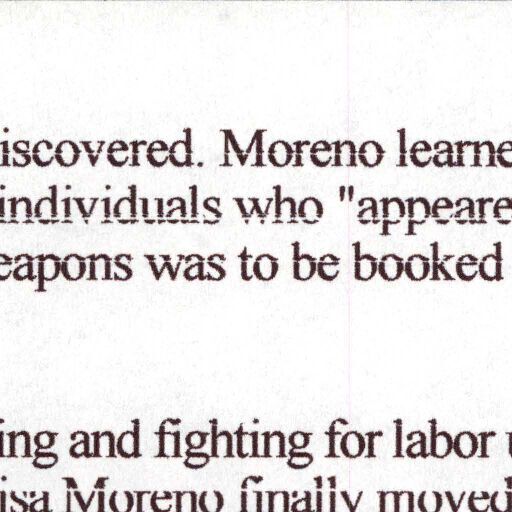 iscovered. Moreno learne
individuals who "appeare
eapons was to be booked
ing and fighting for labor u
isa Moreno finally moved